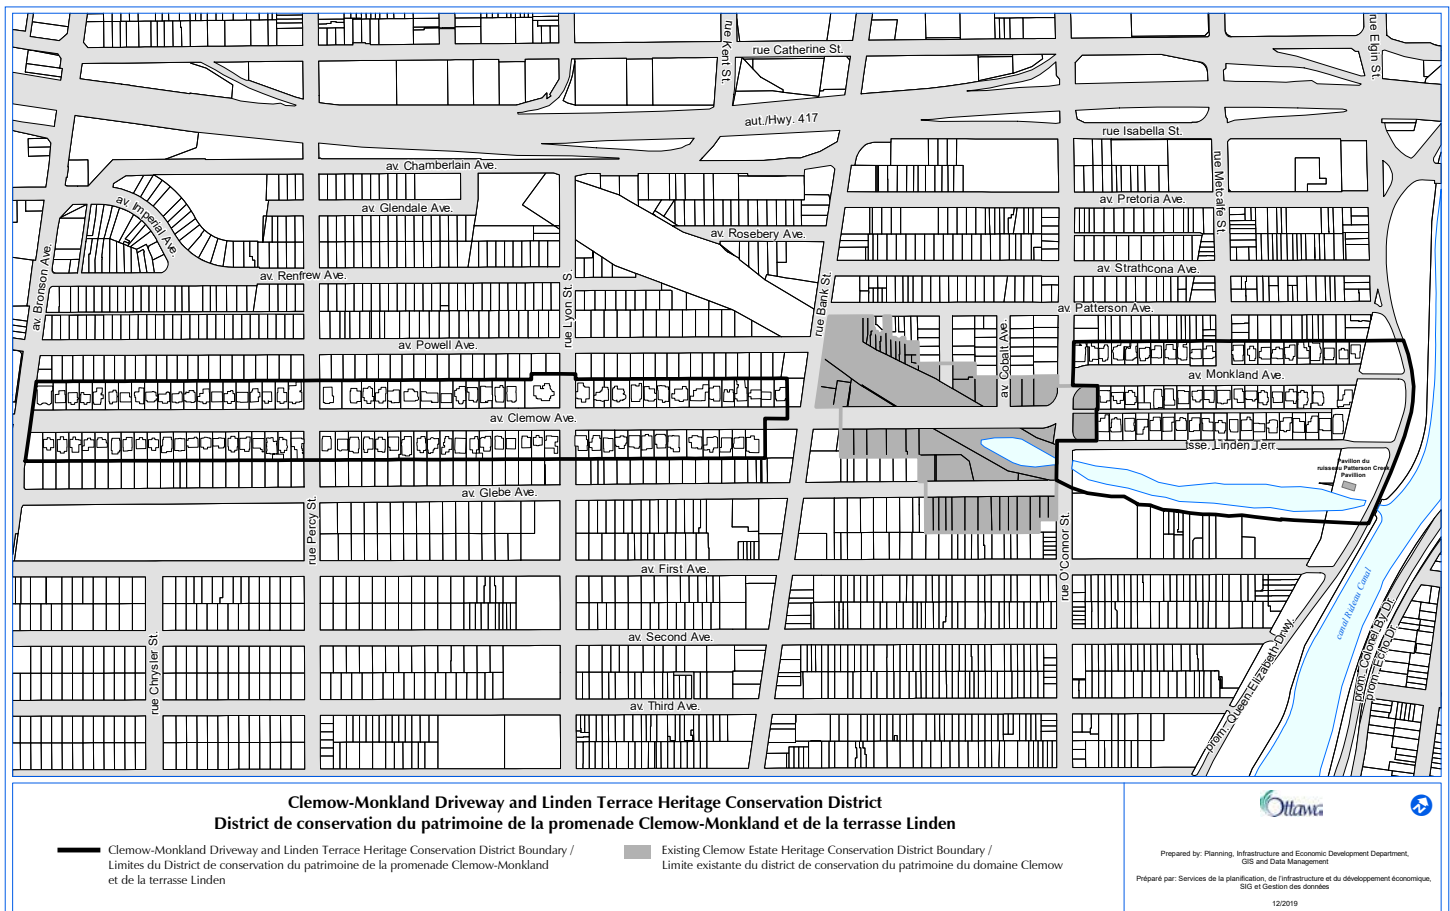 rue Catherine St.
rue Kent St.
rue Elgin St.
aut./Hwy. 417
rue Isabella St.
av. Chamberlain Ave.
rue Metcalfe St.
av. Imperial Ave.
av. Glendale Ave.
av. Pretoria Ave.
av. Rosebery Ave.
av. Bronson Ave.
av. Renfrew Ave.
av. Strathcona Ave.
rue Lyon St. S.
rue Bank St.
av. Patterson Ave.
av. Powell Ave.
av. Cobalt Ave.
av. Monkland Ave.
av. Clemow Ave.
tsse. Linden Terr.
Pavillon du
ruisseau Patterson Creek
Pavillion
av. Glebe Ave.
rue Percy St.
rue O'Connor St.
av. First Ave.
canal Rideau Canal
av. Second Ave.
rue Chrysler St.
prom. Queen Elizabeth Drwy.
prom. Colonel By Dr.
prom. Echo Dr.
av. Third Ave.
Clemow-Monkland Driveway and Linden Terrace Heritage Conservation District
District de conservation du patrimoine de la promenade Clemow-Monkland et de la terrasse Linden
Clemow-Monkland Driveway and Linden Terrace Heritage Conservation District Boundary /
Limites du District de conservation du patrimoine de la promenade Clemow-Monkland
et de la terrasse Linden
Existing Clemow Estate Heritage Conservation District Boundary /
Limite existante du district de conservation du patrimoine du domaine Clemow
Ottawa
Prepared by: Planning, Infrastructure and Economic Development Department,
GIS and Data Management
Préparé par: Services de la planification, de l'infrastructure et du développement économique,
SIG et Gestion des données
12/2019